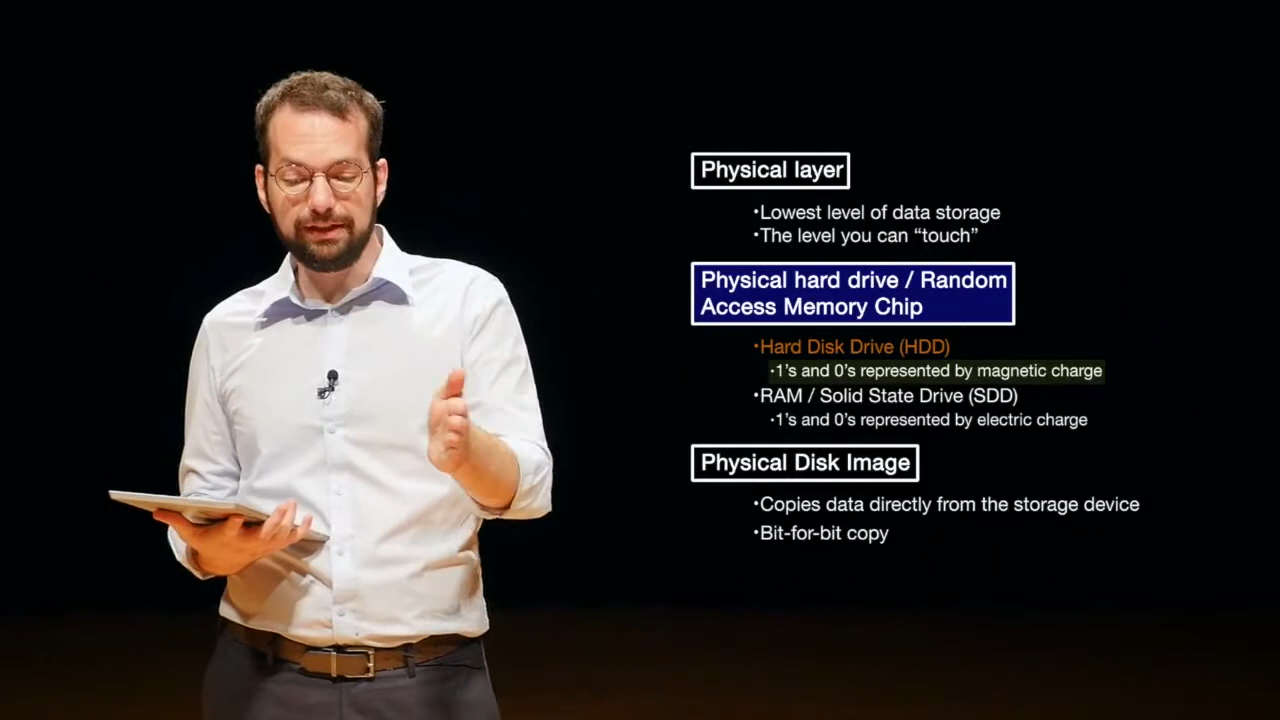 Physical layer
•Lowest level of data storage
•The level you can “touch”
Physical hard drive / Random
Access Memory Chip
•Hard Disk Drive (HDD)
•1’s and 0’s represented by magnetic charge
•RAM / Solid State Drive (SDD)
•1’s and 0’s represented by electric charge
Physical Disk Image
•Copies data directly from the storage device
•Bit-for-bit copy